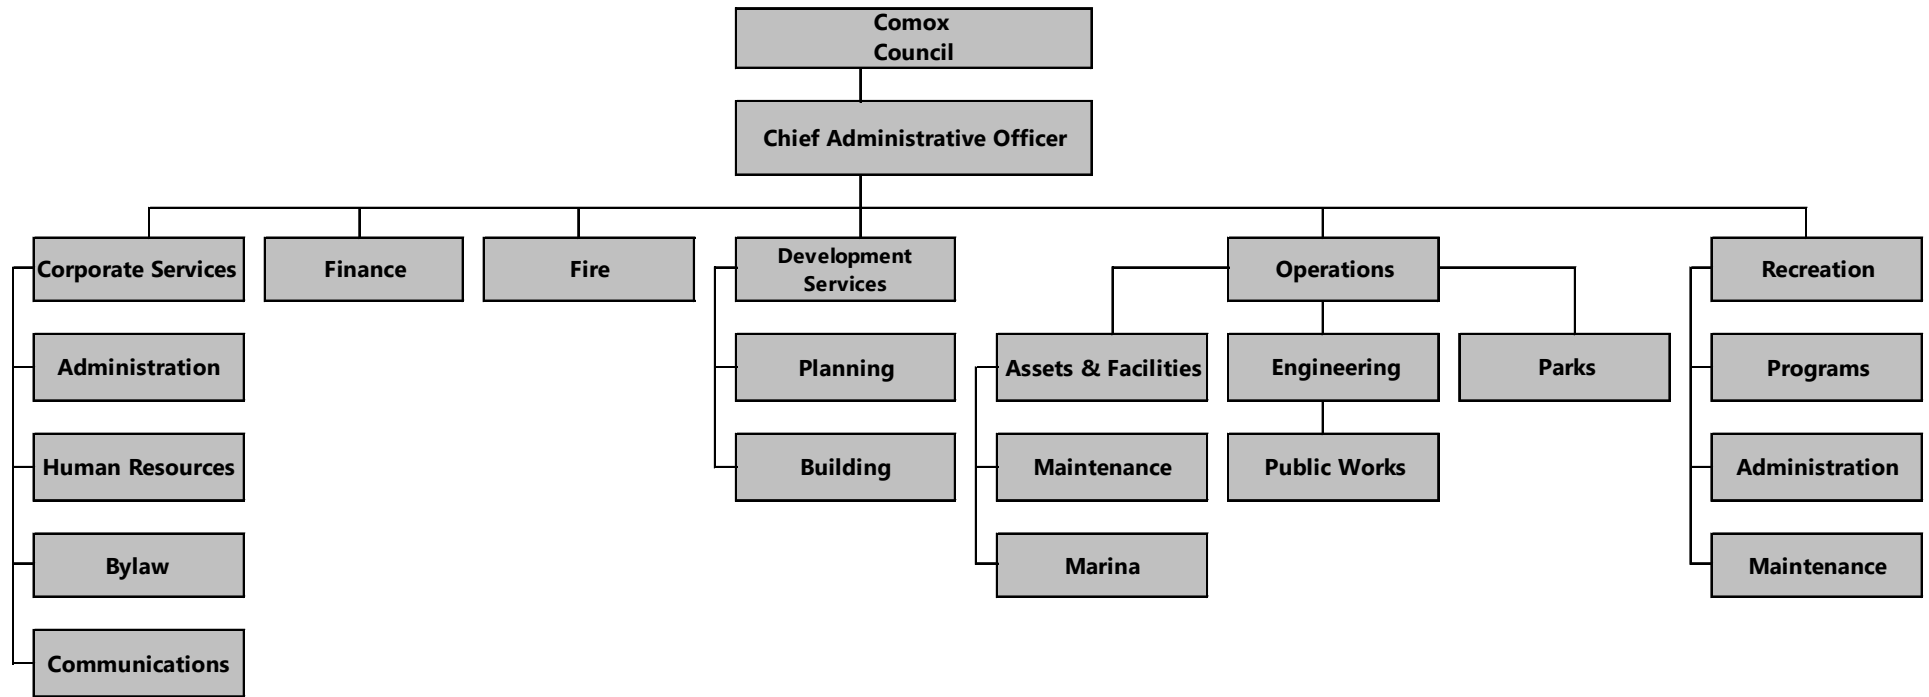 Comox
Council
Chief Administrative Officer
Corporate Services
Finance
Fire
Development
Services
Operations
Recreation
Administration
Planning
Assets & Facilities
Engineering
Parks
Programs
Human Resources
Building
Maintenance
Public Works
Administration
Bylaw
Marina
Maintenance
Communications